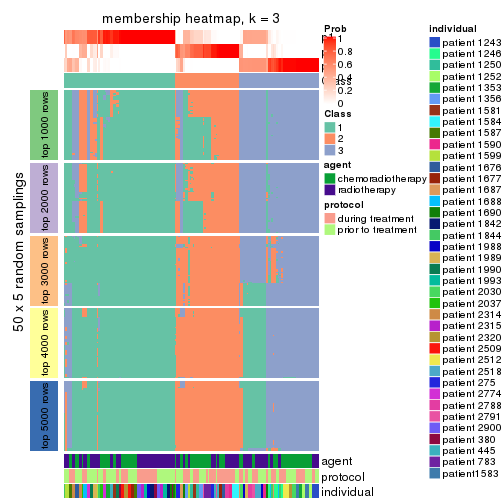 membership heatmap, k = 3
50 x 5 random samplings
top 1000 rows
top 2000 rows
top 3000 rows
top 4000 rows
top 5000 rows
agent
protocol
individual
Prob
1
0.8
0.6
0.4
0.2
0
Class
1
2
3
agent
chemoradiotherapy
radiotherapy
protocol
during treatment
prior to treatment
individual
patient 1243
patient 1246
patient 1250
patient 1252
patient 1353
patient 1356
patient 1581
patient 1584
patient 1587
patient 1590
patient 1599
patient 1676
patient 1677
patient 1687
patient 1688
patient 1690
patient 1842
patient 1844
patient 1988
patient 1989
patient 1990
patient 1993
patient 2030
patient 2037
patient 2314
patient 2315
patient 2320
patient 2509
patient 2512
patient 2518
patient 275
patient 2774
patient 2788
patient 2791
patient 2900
patient 380
patient 445
patient 783
patient1583